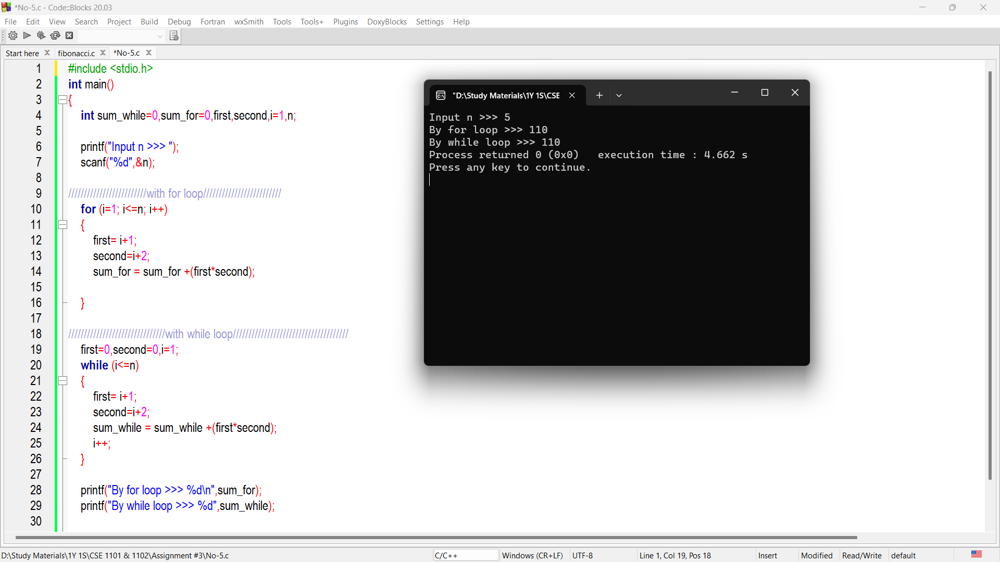 *No-5.c - Code::Blocks 20.03
File Edit View Search Project Build Debug Fortran wxSmith Tools Tools+ Plugins DoxyBlocks Settings Help
Start here fibonacci.c *No-5.c
1 #include <stdio.h>
2 int main()
3 {
4 int sum_while=0,sum_for=0,first,second,i=1,n;
5
6 printf("Input n >>> ");
7 scanf("%d",&n);
8
9 /////////////////////////with for loop/////////////////////////
10 for (i=1; i<=n; i++)
11 {
12 first= i+1;
13 second=i+2;
14 sum_for = sum_for +(first*second);
15
16 }
17
18 ///////////////////////////////with while loop/////////////////////////////////////
19 first=0,second=0,i=1;
20 while (i<=n)
21 {
22 first= i+1;
23 second=i+2;
24 sum_while = sum_while +(first*second);
25 i++;
26 }
27
28 printf("By for loop >>> %d\n",sum_for);
29 printf("By while loop >>> %d",sum_while);
30
"D:\Study Materials\1Y 1S\CSE
Input n >>> 5
By for loop >>> 110
By while loop >>> 110
Process returned 0 (0x0)   execution time : 4.662 s
Press any key to continue.
D:\Study Materials\1Y 1S\CSE 1101 & 1102\Assignment #3\No-5.c C/C++ Windows (CR+LF) UTF-8 Line 1, Col 19, Pos 18 Insert Modified Read/Write default